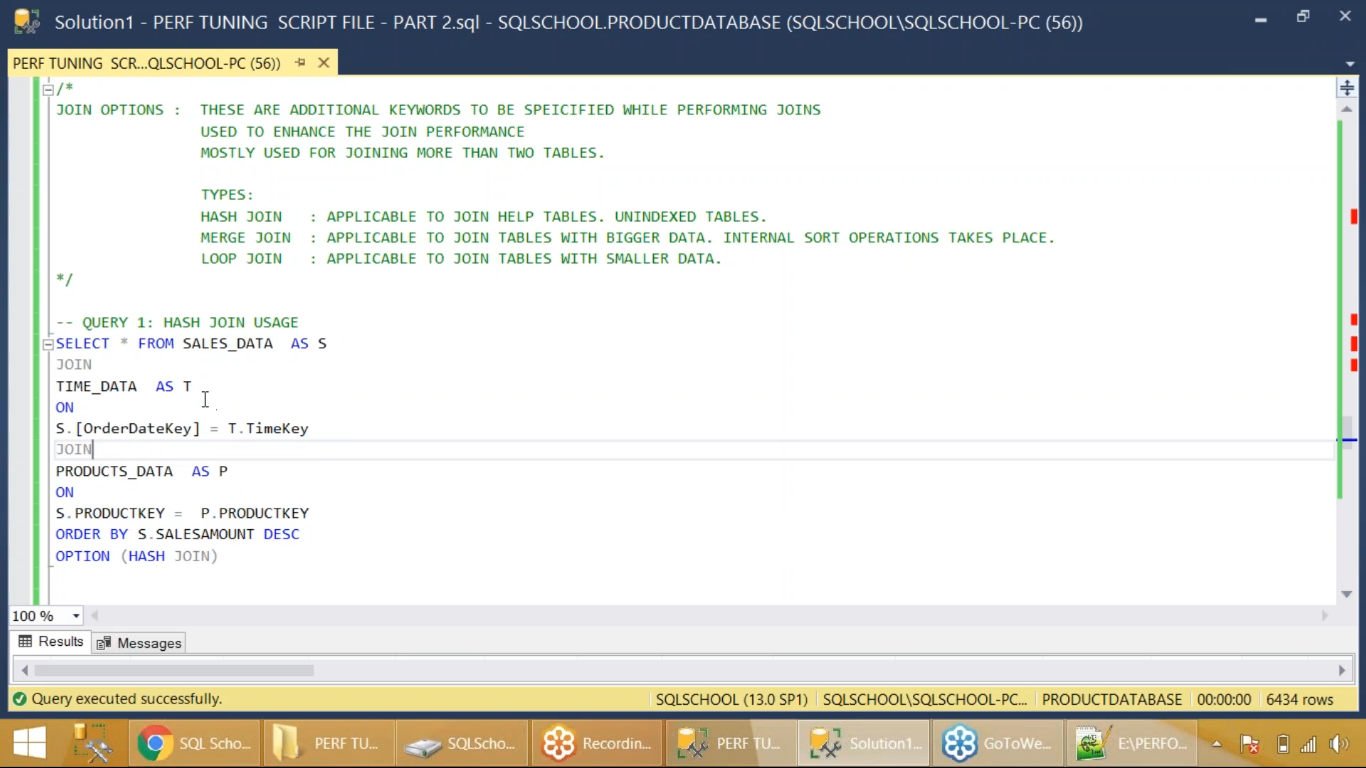 Solution1 - PERF TUNING SCRIPT FILE - PART 2.sql - SQLSCHOOL.PRODUCTDATABASE (SQLSCHOOL\SQLSCHOOL-PC (56))
PERF TUNING SCR...QLSCHOOL-PC (56))
/*
JOIN OPTIONS : THESE ARE ADDITIONAL KEYWORDS TO BE SPEICIFIED WHILE PERFORMING JOINS
USED TO ENHANCE THE JOIN PERFORMANCE
MOSTLY USED FOR JOINING MORE THAN TWO TABLES.
TYPES:
HASH JOIN : APPLICABLE TO JOIN HELP TABLES. UNINDEXED TABLES.
MERGE JOIN : APPLICABLE TO JOIN TABLES WITH BIGGER DATA. INTERNAL SORT OPERATIONS TAKES PLACE.
LOOP JOIN : APPLICABLE TO JOIN TABLES WITH SMALLER DATA.
*/
-- QUERY 1: HASH JOIN USAGE
SELECT * FROM SALES_DATA AS S
JOIN
TIME_DATA AS T
ON
S.[OrderDateKey] = T.TimeKey
JOIN
PRODUCTS_DATA AS P
ON
S.PRODUCTKEY = P.PRODUCTKEY
ORDER BY S.SALESAMOUNT DESC
OPTION (HASH JOIN)
100 %
Results Messages
Query executed successfully. SQLSCHOOL (13.0 SP1) SQLSCHOOL\SQLSCHOOL-PC... PRODUCTDATABASE 00:00:00 6434 rows
SQL Scho... PERF TU... SQLScho... Recordin... PERF TU... Solution1... GoToWe... E:\PERFO...